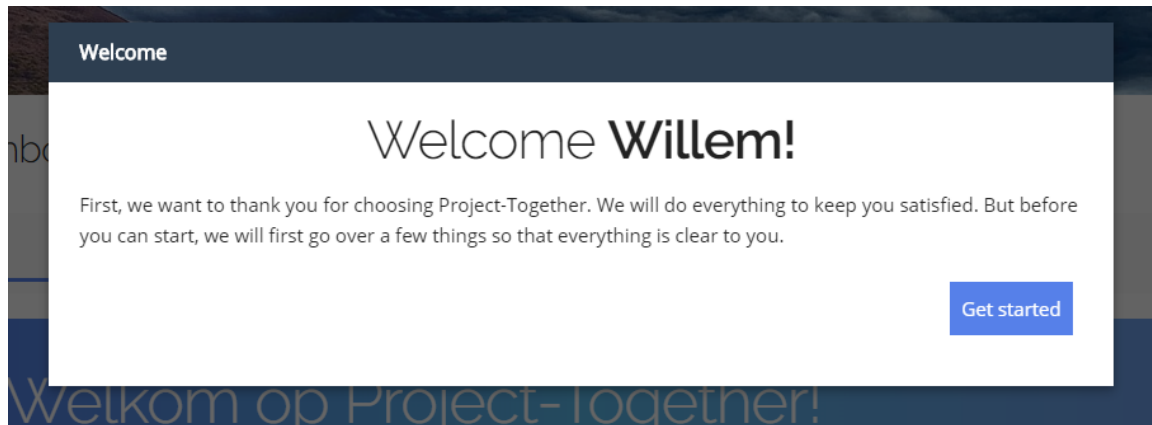 Welcome
Welcome Willem!
First, we want to thank you for choosing Project-Together. We will do everything to keep you satisfied. But before
you can start, we will first go over a few things so that everything is clear to you.
Get started
Welkom op Project-Together!